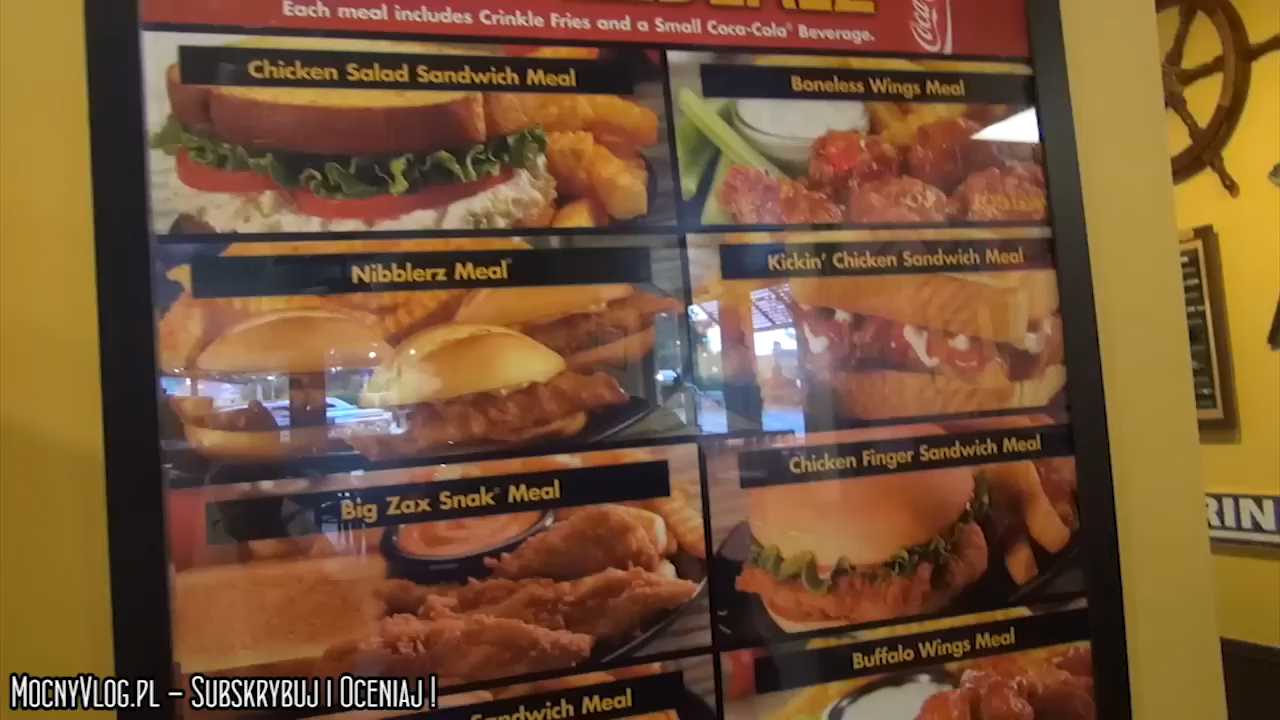 Each meal includes Crinkle Fries and a Small Coca-Cola® Beverage.
Coca
Chicken Salad Sandwich Meal
Boneless Wings Meal
Nibblerz Meal®
Kickin' Chicken Sandwich Meal
Big Zax Snak® Meal
Chicken Finger Sandwich Meal
Buffalo Wings Meal
Sandwich Meal
RIN
MocnyVlog.pl – Subskrybuj i Oceniaj!